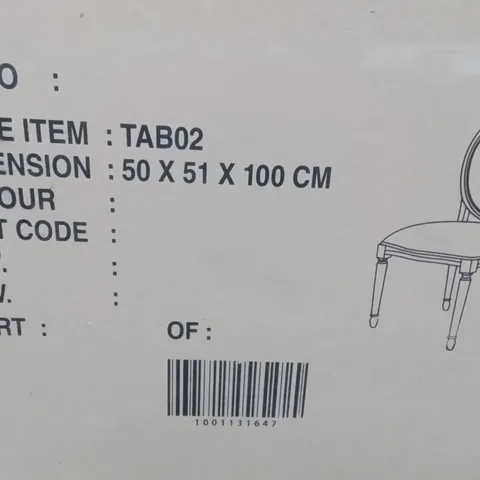 O :
E ITEM : TAB02
ENSION : 50 X 51 X 100 CM
OUR :
T CODE :
. :
V. :
RT : OF :
1001131647